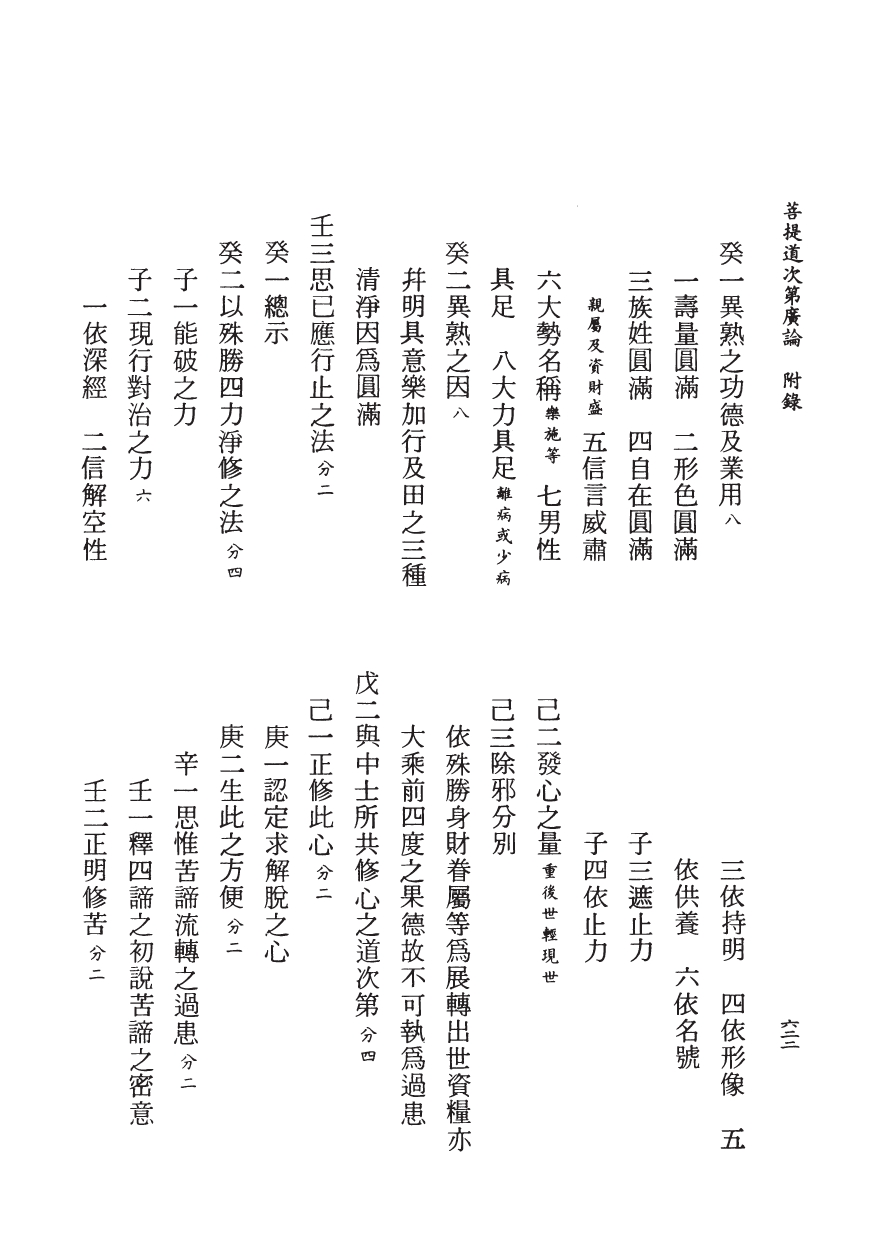 菩提道次第廣論　附錄
癸一異熟之功德及業用八
一壽量圓滿　二形色圓滿
三族姓圓滿　四自在圓滿
親屬及資財盛　五信言威肅
六大勢名稱樂施等　七男性
具足　八大力具足離病或少病
癸二異熟之因八
幷明具意樂加行及田之三種
清淨因爲圓滿
壬三思已應行止之法分二
癸一總示
癸二以殊勝四力淨修之法分四
子一能破之力
子二現行對治之力六
一依深經　二信解空性
三依持明　四依形像　五
依供養　六依名號
子三遮止力
子四依止力
己二發心之量重後世輕現世
己三除邪分別
依殊勝身財眷屬等爲展轉出世資糧亦
大乘前四度之果德故不可執爲過患
戊二與中士所共修心之道次第分四
己一正修此心分二
庚一認定求解脫之心
庚二生此之方便分二
辛一思惟苦諦流轉之過患分二
壬一釋四諦之初說苦諦之密意
壬二正明修苦分二
六二二